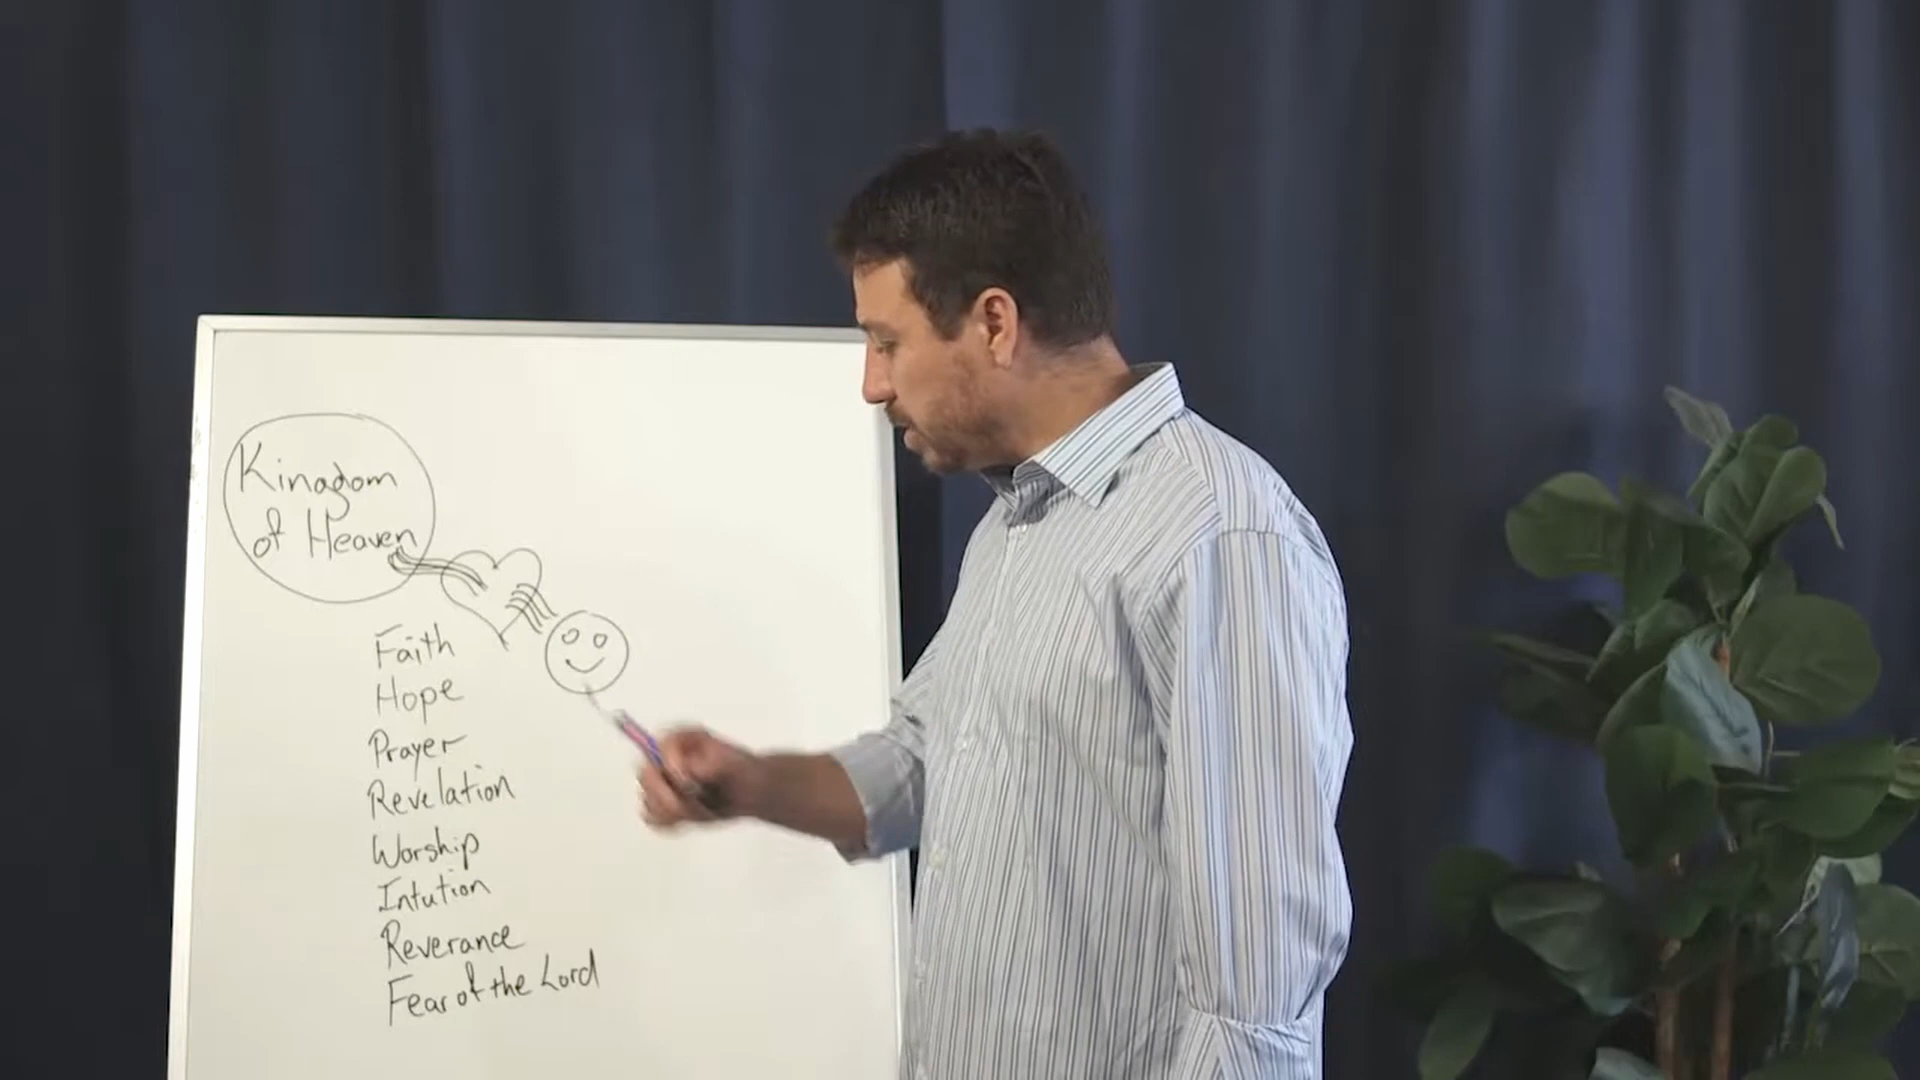 Kingdom
of Heaven
Faith
Hope
Prayer
Revelation
Worship
Intution
Reverance
Fear of the Lord